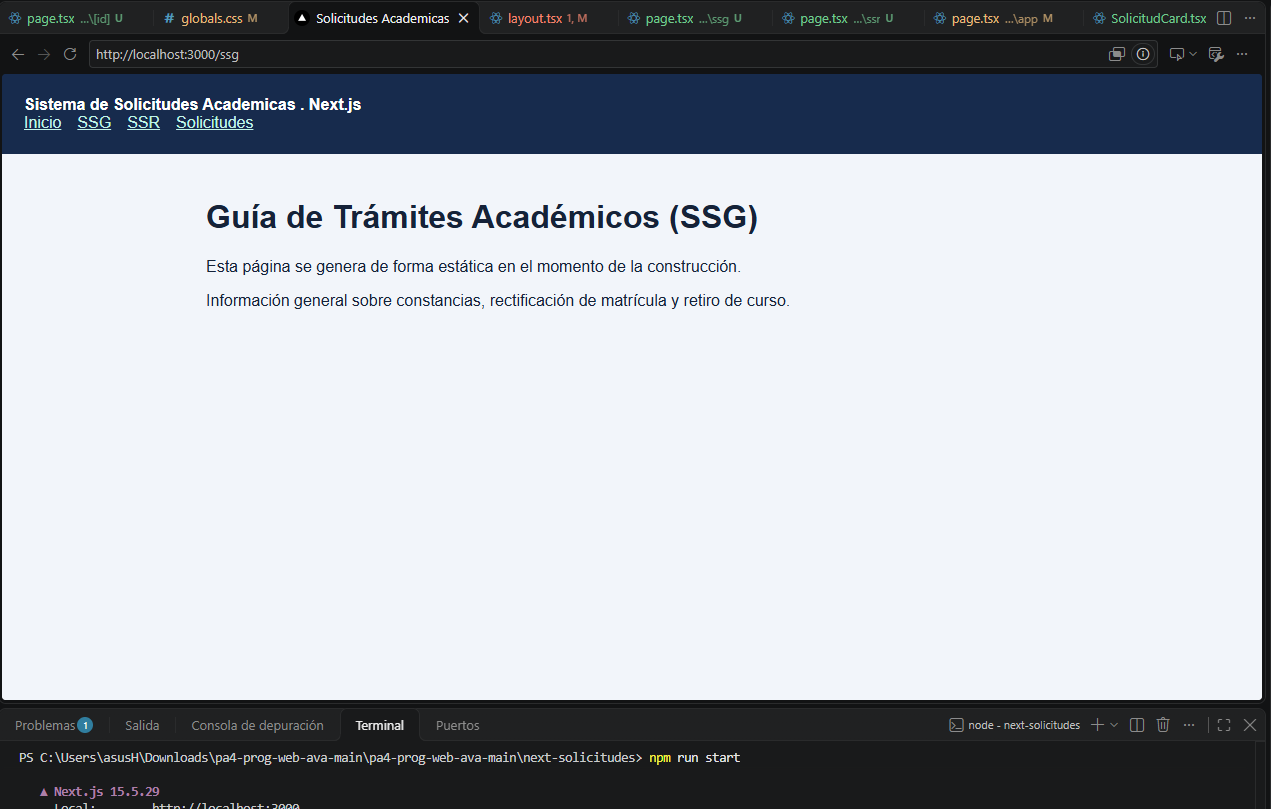 page.tsx ...\[id] U
# globals.css M
Solicitudes Academicas
layout.tsx 1, M
page.tsx ...\ssg U
page.tsx ...\ssr U
page.tsx ...\app M
SolicitudCard.tsx
http://localhost:3000/ssg
Sistema de Solicitudes Academicas . Next.js
Inicio SSG SSR Solicitudes
Guía de Trámites Académicos (SSG)
Esta página se genera de forma estática en el momento de la construcción.
Información general sobre constancias, rectificación de matrícula y retiro de curso.
Problemas 1 Salida Consola de depuración Terminal Puertos
node - next-solicitudes
PS C:\Users\asusH\Downloads\pa4-prog-web-ava-main\pa4-prog-web-ava-main\next-solicitudes> npm run start
▲ Next.js 15.5.29
- Local: http://localhost:3000